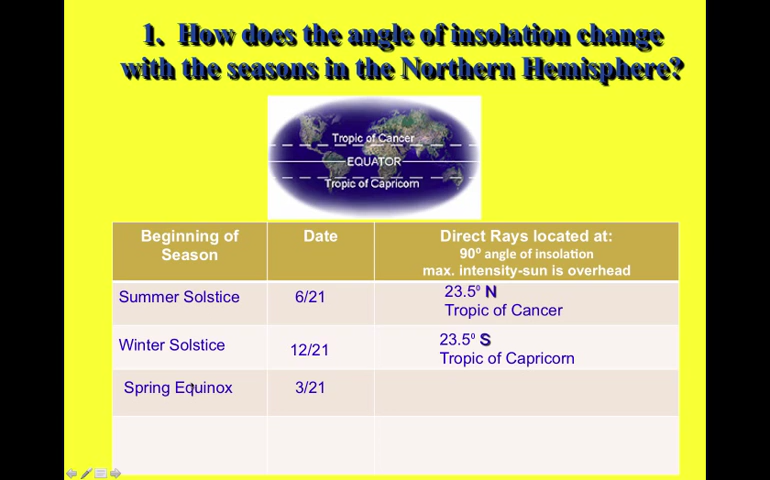 1. How does the angle of insolation change
with the seasons in the Northern Hemisphere?
Tropic of Cancer
EQUATOR
Tropic of Capricorn
Beginning of
Season
Date
Direct Rays located at:
90º angle of insolation
max. intensity-sun is overhead
Summer Solstice
6/21
23.5⁰ N
Tropic of Cancer
Winter Solstice
12/21
23.5⁰ S
Tropic of Capricorn
Spring Equinox
3/21